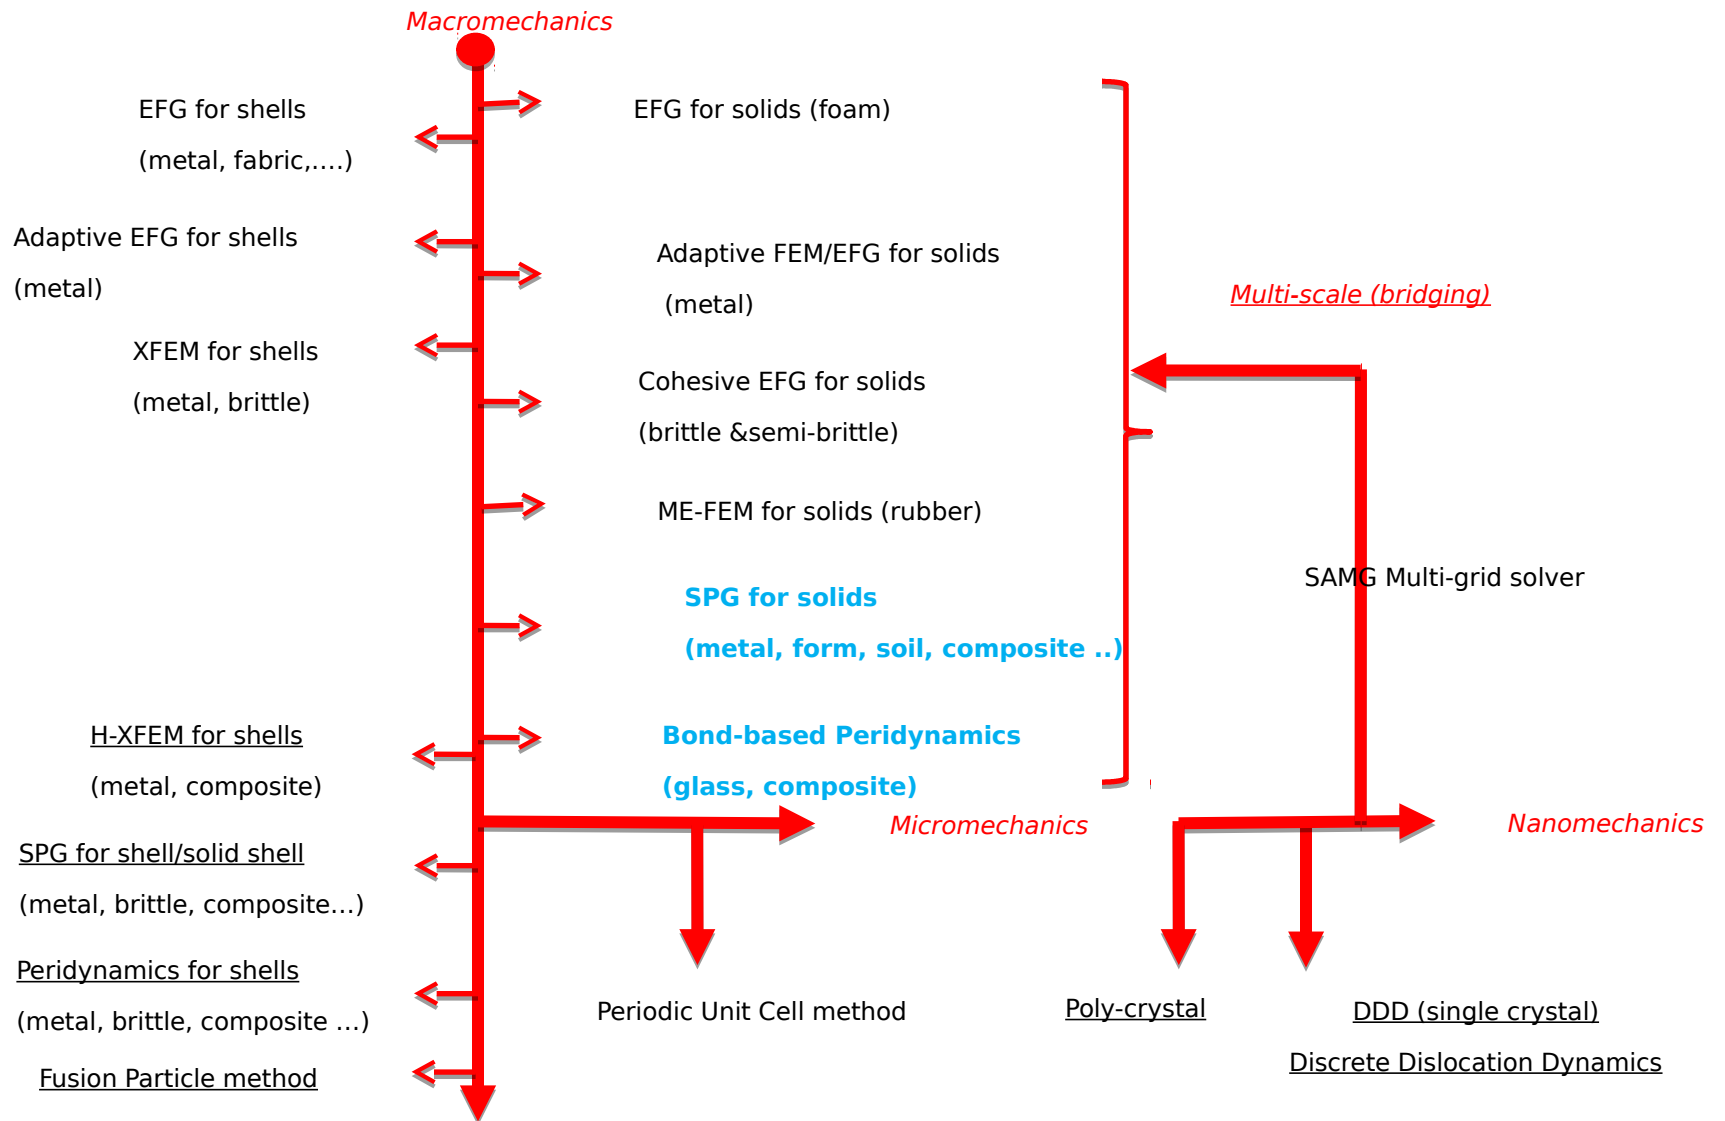 Macromechanics
EFG for shells
(metal, fabric,....)
EFG for solids (foam)
Adaptive EFG for shells
(metal)
Adaptive FEM/EFG for solids
(metal)
Multi-scale (bridging)
XFEM for shells
(metal, brittle)
Cohesive EFG for solids
(brittle &semi-brittle)
ME-FEM for solids (rubber)
SAMG Multi-grid solver
SPG for solids
(metal, form, soil, composite ..)
H-XFEM for shells
(metal, composite)
Bond-based Peridynamics
(glass, composite)
Micromechanics
Nanomechanics
SPG for shell/solid shell
(metal, brittle, composite...)
Peridynamics for shells
(metal, brittle, composite ...)
Fusion Particle method
Periodic Unit Cell method
Poly-crystal
DDD (single crystal)
Discrete Dislocation Dynamics